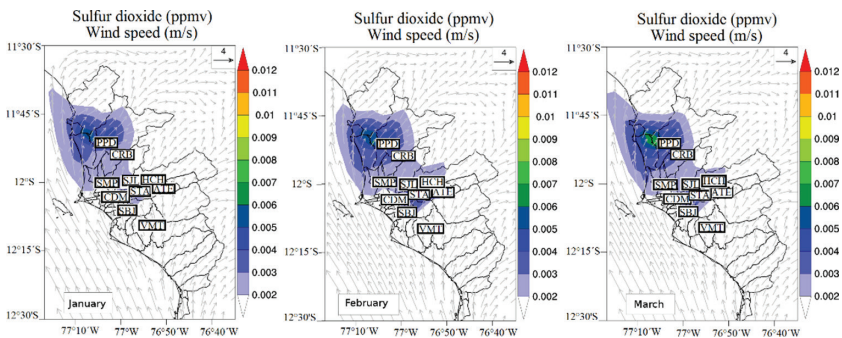 Sulfur dioxide (ppmv)
Wind speed (m/s)
11°30'S
11°45'S
12°S
12°15'S
12°30'S
77°10'W 77°W 76°50'W 76°40'W
4
0.012
0.011
0.01
0.009
0.007
0.006
0.005
0.004
0.003
0.002
PPD
CRB
SMP
SJL
HCH
STA
ATE
CDM
SBJ
VMT
January
Sulfur dioxide (ppmv)
Wind speed (m/s)
11°30'S
11°45'S
12°S
12°15'S
12°30'S
77°10'W 77°W 76°50'W 76°40'W
4
0.012
0.011
0.01
0.009
0.007
0.006
0.005
0.004
0.003
0.002
PPD
CRB
SMP
SJL
HCH
STA
ATE
CDM
SBJ
VMT
February
Sulfur dioxide (ppmv)
Wind speed (m/s)
11°30'S
11°45'S
12°S
12°15'S
12°30'S
77°10'W 77°W 76°50'W 76°40'W
4
0.012
0.011
0.01
0.009
0.007
0.006
0.005
0.004
0.003
0.002
PPD
CRB
SMP
SJL
HCH
STA
ATE
CDM
SBJ
VMT
March